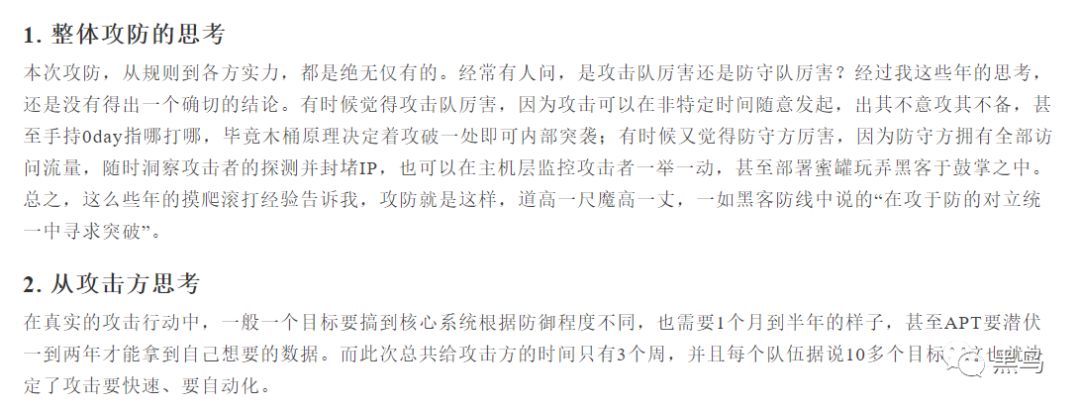 1. 整体攻防的思考
本次攻防，从规则到各方实力，都是绝无仅有的。经常有人问，是攻击队厉害还是防守队厉害？经过我这些年的思考，
还是没有得出一个确切的结论。有时候觉得攻击队厉害，因为攻击可以在非特定时间随意发起，出其不意攻其不备，甚
至手持0day指哪打哪，毕竟木桶原理决定着攻破一处即可内部突袭；有时候又觉得防守方厉害，因为防守方拥有全部访
问流量，随时洞察攻击者的探测并封堵IP，也可以在主机层监控攻击者一举一动，甚至部署蜜罐玩弄黑客于鼓掌之中。
总之，这么些年的摸爬滚打经验告诉我，攻防就是这样，道高一尺魔高一丈，一如黑客防线中说的“在攻于防的对立统
一中寻求突破”。
2. 从攻击方思考
在真实的攻击行动中，一般一个目标要搞到核心系统根据防御程度不同，也需要1个月到半年的样子，甚至APT要潜伏
一到两年才能拿到自己想要的数据。而此次总共给攻击方的时间只有3个周，并且每个队伍据说10多个目标
定了攻击要快速、要自动化。
黑鸟